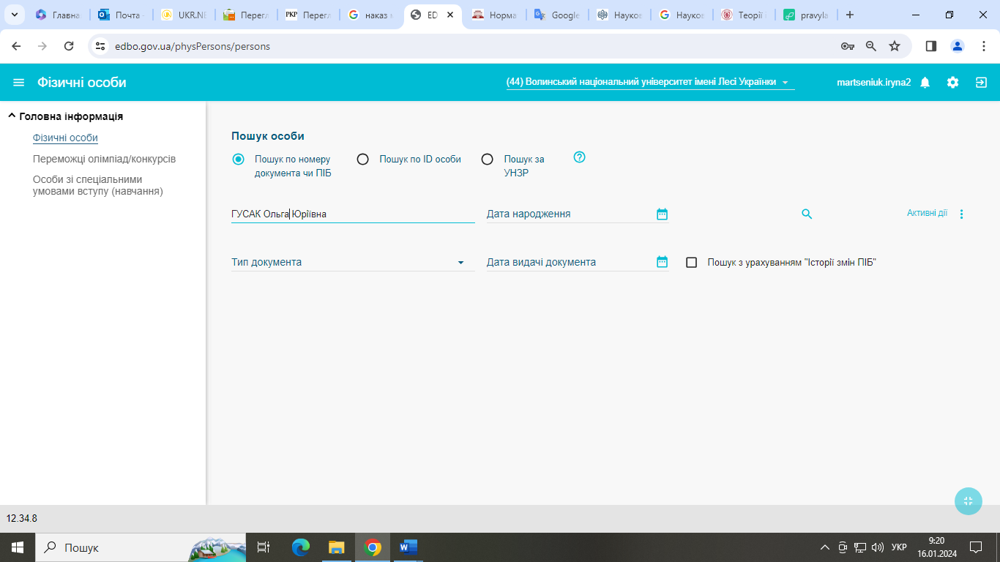 Главна
Почта
UKR.NE
Перегл
PKP Перегл
наказ м
ED
Норма
Google
Науков
Науков
Теорії
pravyla
edbo.gov.ua/physPersons/persons
Фізичні особи
(44) Волинський національний університет імені Лесі Українки
martseniuk.iryna2
Головна інформація
Фізичні особи
Переможці олімпіад/конкурсів
Особи зі спеціальними
умовами вступу (навчання)
Пошук особи
Пошук по номеру
документа чи ПІБ
Пошук по ID особи
Пошук за
УНЗР
ГУСАК Ольга Юріївна
Дата народження
Активні дії
Тип документа
Дата видачі документа
Пошук з урахуванням "Історії змін ПІБ"
12.34.8
Пошук
УКР
9:20
16.01.2024